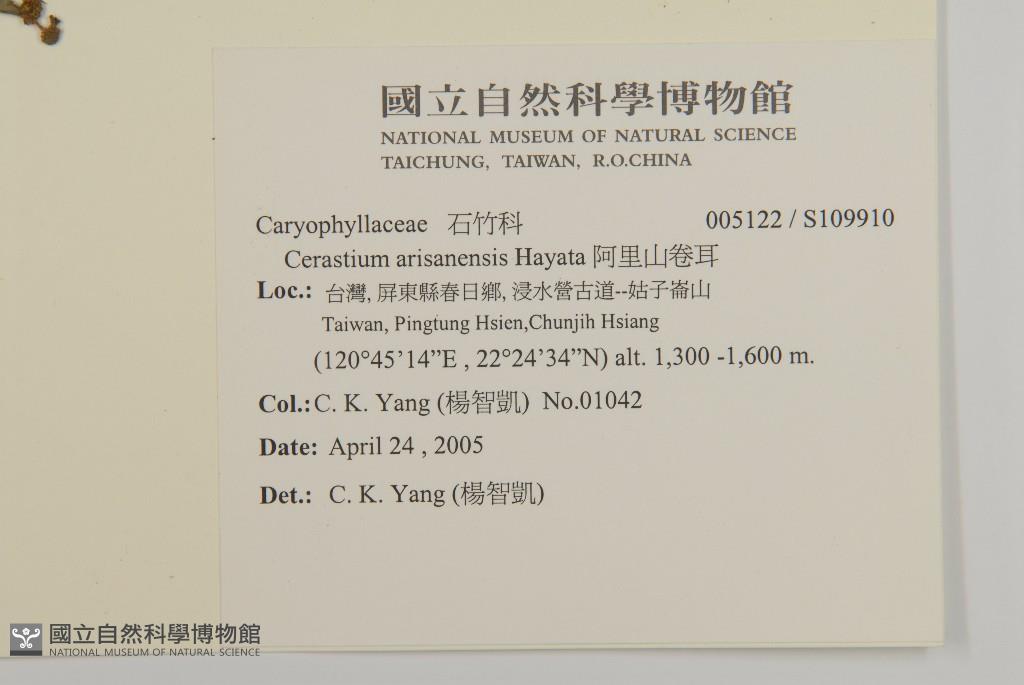 國立自然科學博物館
NATIONAL MUSEUM OF NATURAL SCIENCE
TAICHUNG, TAIWAN, R.O.CHINA
Caryophyllaceae 石竹科 005122 / S109910
Cerastium arisanensis Hayata 阿里山卷耳
Loc.: 台灣, 屏東縣春日鄉, 浸水營古道--姑子崙山
Taiwan, Pingtung Hsien,Chunjih Hsiang
(120°45’14”E , 22°24’34”N) alt. 1,300 -1,600 m.
Col.: C. K. Yang (楊智凱) No.01042
Date: April 24 , 2005
Det.: C. K. Yang (楊智凱)
國立自然科學博物館
NATIONAL MUSEUM OF NATURAL SCIENCE